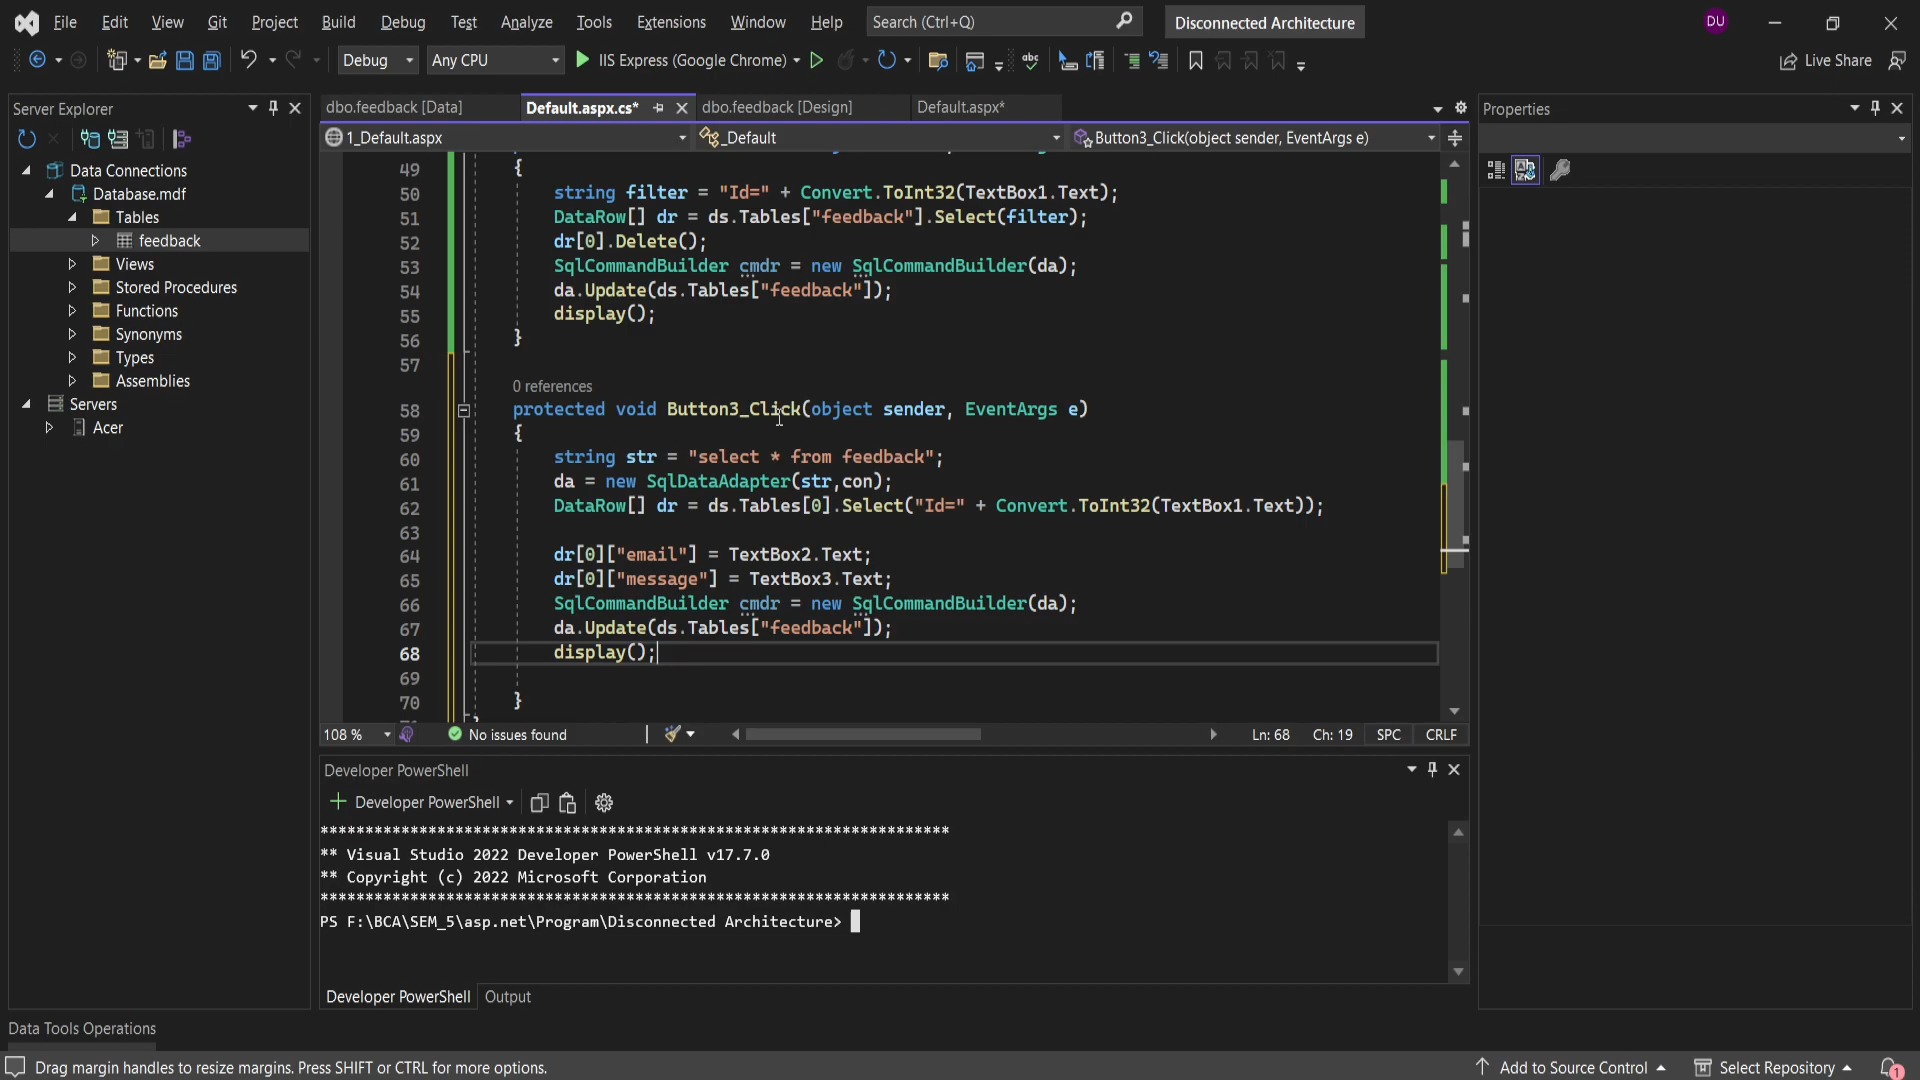 File Edit View Git Project Build Debug Test Analyze Tools Extensions Window Help Search (Ctrl+Q) Disconnected Architecture DU
Debug Any CPU IIS Express (Google Chrome) Live Share
Server Explorer
Data Connections
Database.mdf
Tables
feedback
Views
Stored Procedures
Functions
Synonyms
Types
Assemblies
Servers
Acer
dbo.feedback [Data] Default.aspx.cs* dbo.feedback [Design] Default.aspx*
1_Default.aspx _Default Button3_Click(object sender, EventArgs e)
49 {
50 string filter = "Id=" + Convert.ToInt32(TextBox1.Text);
51 DataRow[] dr = ds.Tables["feedback"].Select(filter);
52 dr[0].Delete();
53 SqlCommandBuilder cmdr = new SqlCommandBuilder(da);
54 da.Update(ds.Tables["feedback"]);
55 display();
56 }
57
0 references
58 protected void Button3_Click(object sender, EventArgs e)
59 {
60 string str = "select * from feedback";
61 da = new SqlDataAdapter(str,con);
62 DataRow[] dr = ds.Tables[0].Select("Id=" + Convert.ToInt32(TextBox1.Text));
63
64 dr[0]["email"] = TextBox2.Text;
65 dr[0]["message"] = TextBox3.Text;
66 SqlCommandBuilder cmdr = new SqlCommandBuilder(da);
67 da.Update(ds.Tables["feedback"]);
68 display();
69
70 }
108 % No issues found Ln: 68 Ch: 19 SPC CRLF
Developer PowerShell
Developer PowerShell
**********************************************************************
** Visual Studio 2022 Developer PowerShell v17.7.0
** Copyright (c) 2022 Microsoft Corporation
**********************************************************************
PS F:\BCA\SEM_5\asp.net\Program\Disconnected Architecture>
Developer PowerShell Output
Properties
Data Tools Operations
Drag margin handles to resize margins. Press SHIFT or CTRL for more options. Add to Source Control Select Repository 1